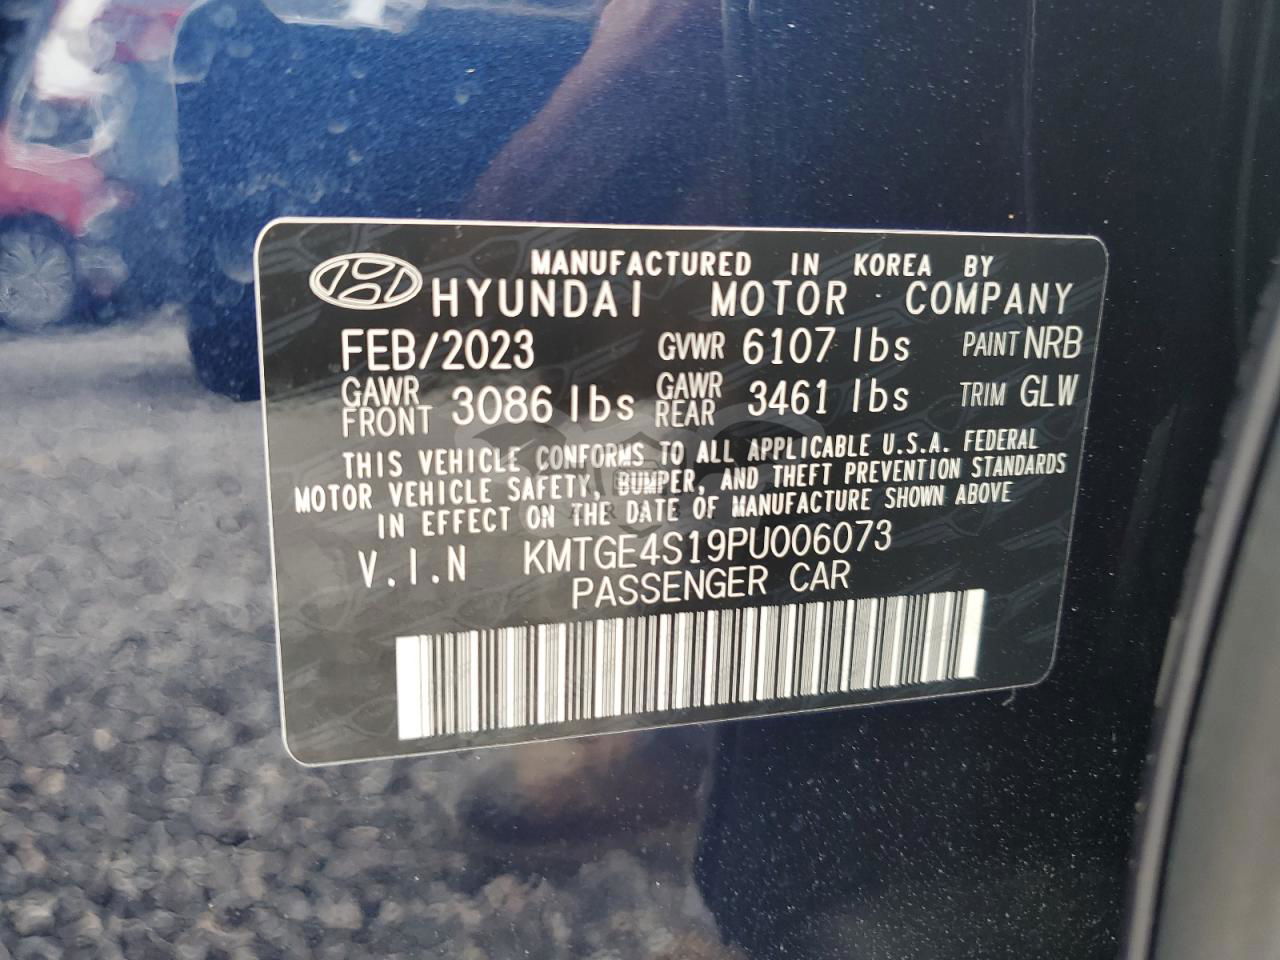 MANUFACTURED IN KOREA BY
HYUNDAI MOTOR COMPANY
FEB/2023 GVWR 6107 lbs PAINT NRB
GAWR FRONT 3086 lbs GAWR REAR 3461 lbs TRIM GLW
THIS VEHICLE CONFORMS TO ALL APPLICABLE U.S.A. FEDERAL
MOTOR VEHICLE SAFETY, BUMPER, AND THEFT PREVENTION STANDARDS
IN EFFECT ON THE DATE OF MANUFACTURE SHOWN ABOVE
V.I.N KMTGE4S19PU006073
PASSENGER CAR